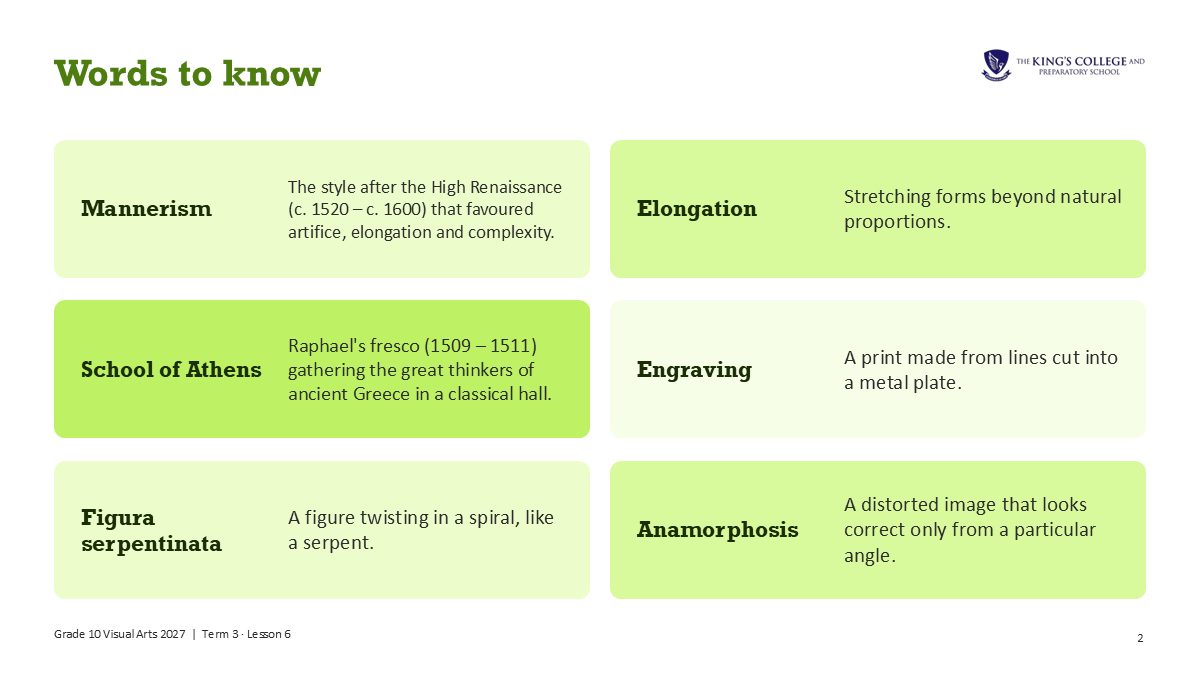 Words to know
THE KING'S COLLEGE AND
PREPARATORY SCHOOL
Mannerism
The style after the High Renaissance
(c. 1520 – c. 1600) that favoured
artifice, elongation and complexity.
Elongation
Stretching forms beyond natural
proportions.
School of Athens
Raphael's fresco (1509 – 1511)
gathering the great thinkers of
ancient Greece in a classical hall.
Engraving
A print made from lines cut into
a metal plate.
Figura
serpentinata
A figure twisting in a spiral, like
a serpent.
Anamorphosis
A distorted image that looks
correct only from a particular
angle.
Grade 10 Visual Arts 2027 | Term 3 · Lesson 6
2